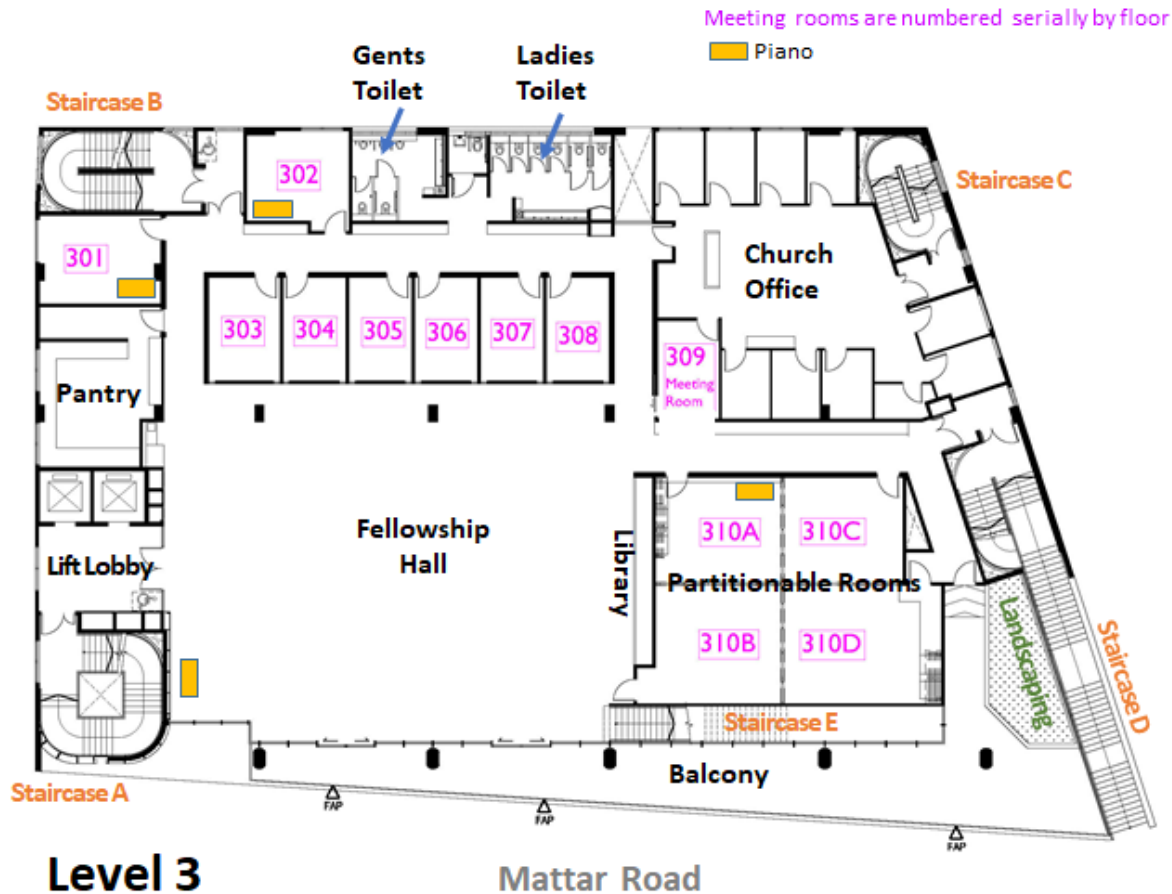 Meeting rooms are numbered serially by floor
Piano
Gents
Toilet
Ladies
Toilet
Staircase B
302
Staircase C
301
Church
Office
303
304
305
306
307
308
309
Meeting
Room
Pantry
Fellowship
Hall
Library
310A
310C
Lift Lobby
Partitionable Rooms
310B
310D
Landscaping
Staircase D
Staircase E
Balcony
Staircase A
FAP
FAP
FAP
Level 3
Mattar Road